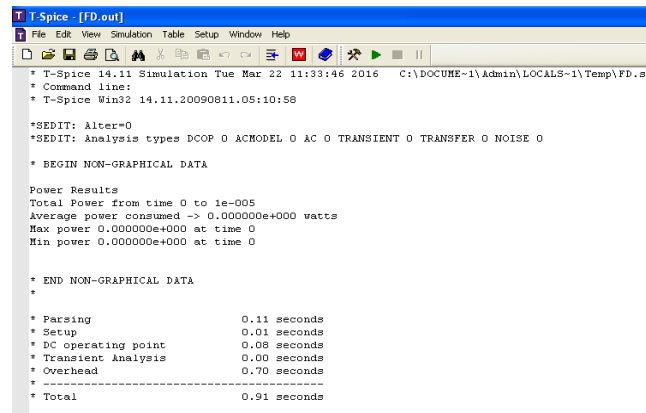 T-Spice - [FD.out]
File Edit View Simulation Table Setup Window Help
* T-Spice 14.11 Simulation Tue Mar 22 11:33:46 2016 C:\DOCUME~1\Admin\LOCALS~1\Temp\FD.s
* Command line:
* T-Spice Win32 14.11.20090811.05:10:58
*SEDIT: Alter=0
*SEDIT: Analysis types DCOP 0 ACMODEL 0 AC 0 TRANSIENT 0 TRANSFER 0 NOISE 0
* BEGIN NON-GRAPHICAL DATA
Power Results
Total Power from time 0 to 1e-005
Average power consumed -> 0.000000e+000 watts
Max power 0.000000e+000 at time 0
Min power 0.000000e+000 at time 0
* END NON-GRAPHICAL DATA
*
* Parsing 0.11 seconds
* Setup 0.01 seconds
* DC operating point 0.08 seconds
* Transient Analysis 0.00 seconds
* Overhead 0.70 seconds
* -----------------------------------------
* Total 0.91 seconds